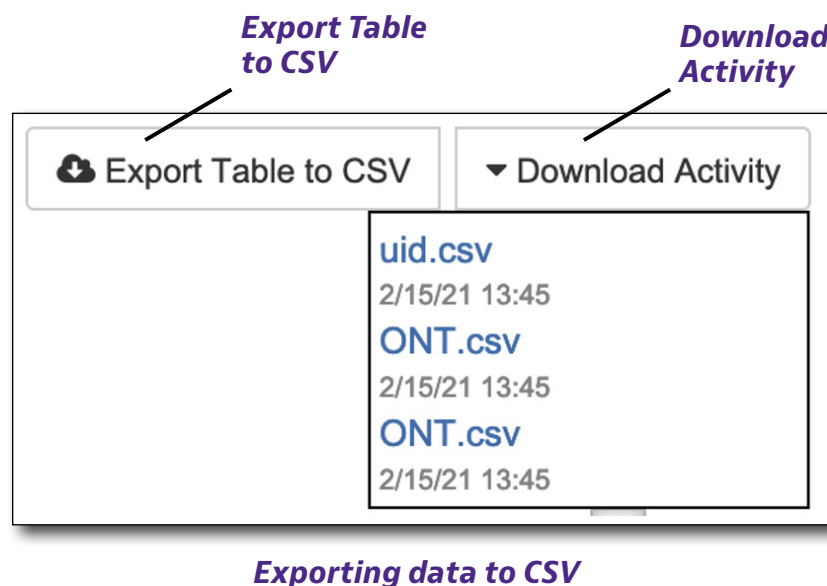 Export Table
to CSV
Download
Activity
Export Table to CSV
Download Activity
uid.csv
2/15/21 13:45
ONT.csv
2/15/21 13:45
ONT.csv
2/15/21 13:45
Exporting data to CSV